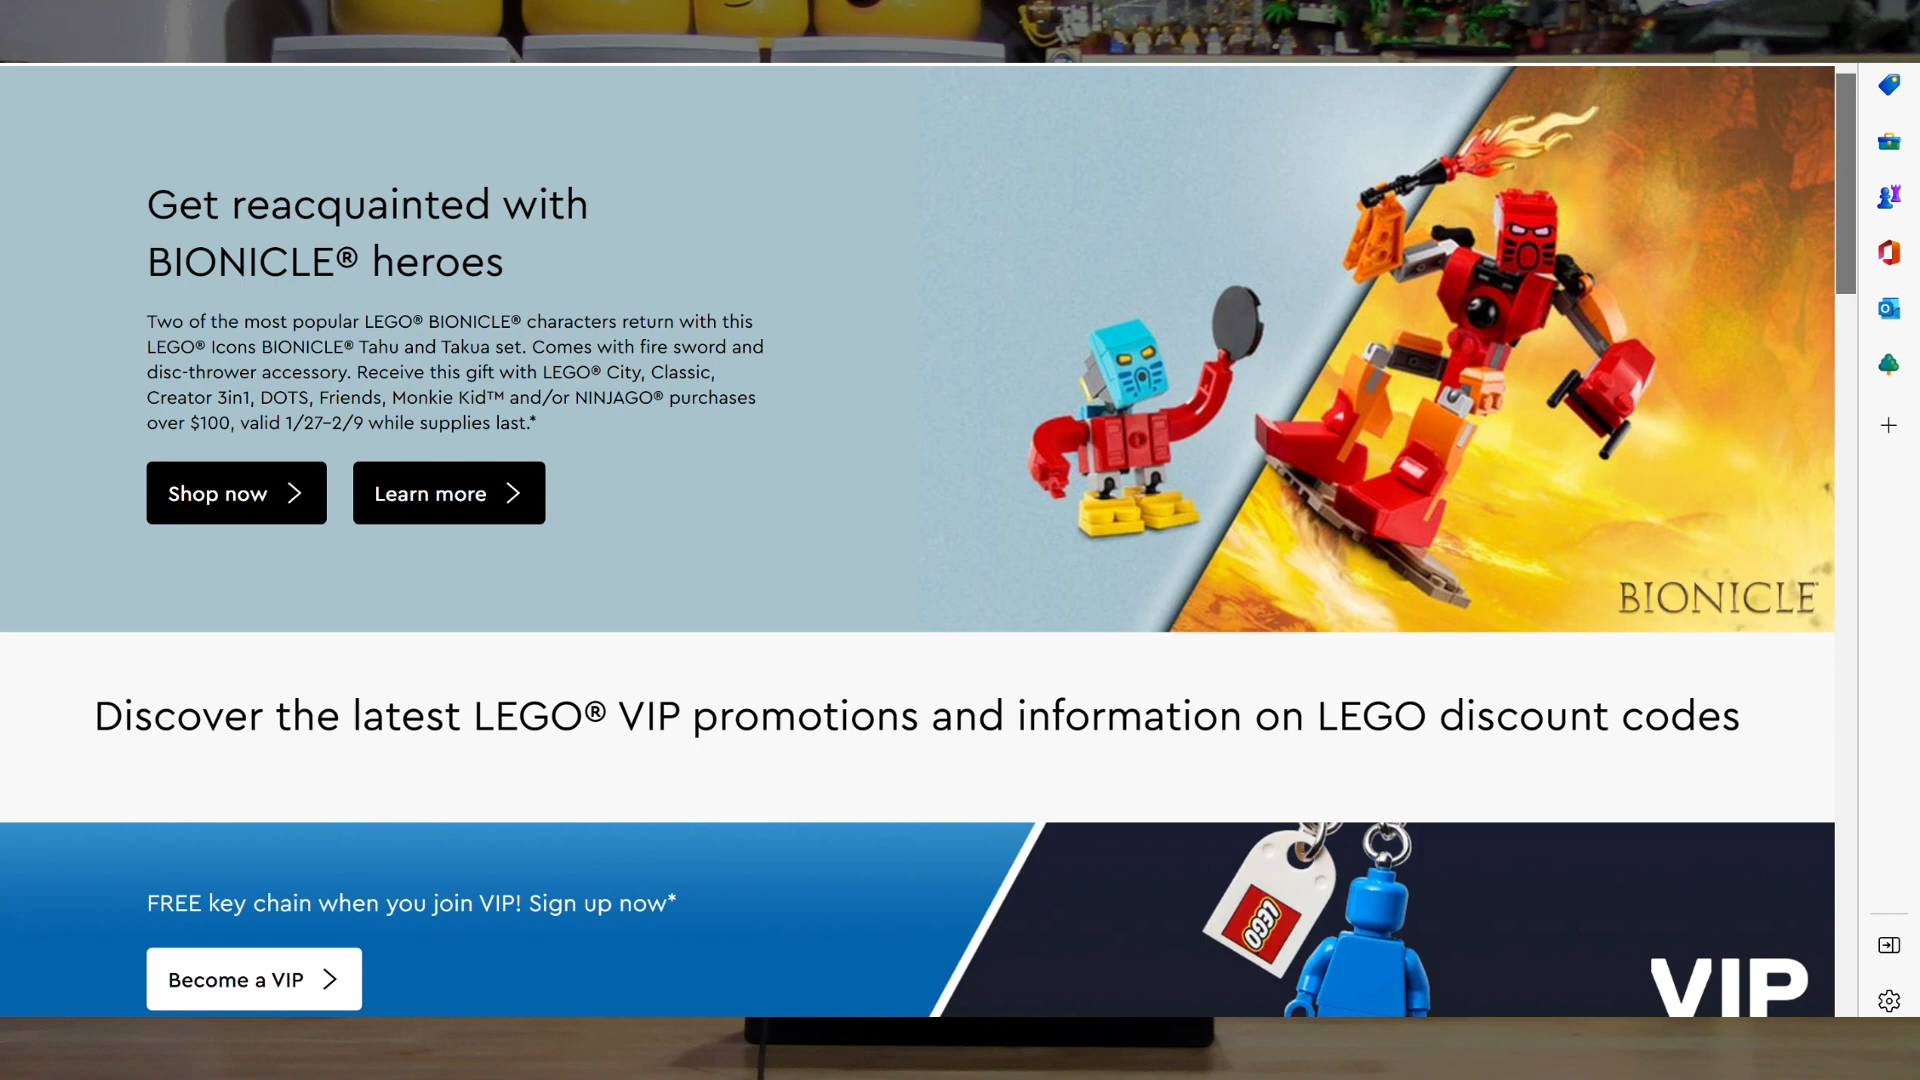 Get reacquainted with
BIONICLE® heroes
Two of the most popular LEGO® BIONICLE® characters return with this
LEGO® Icons BIONICLE® Tahu and Takua set. Comes with fire sword and
disc-thrower accessory. Receive this gift with LEGO® City, Classic,
Creator 3in1, DOTS, Friends, Monkie Kid™ and/or NINJAGO® purchases
over $100, valid 1/27-2/9 while supplies last.*
Shop now
Learn more
BIONICLE
Discover the latest LEGO® VIP promotions and information on LEGO discount codes
FREE key chain when you join VIP! Sign up now*
Become a VIP
LEGO
VIP